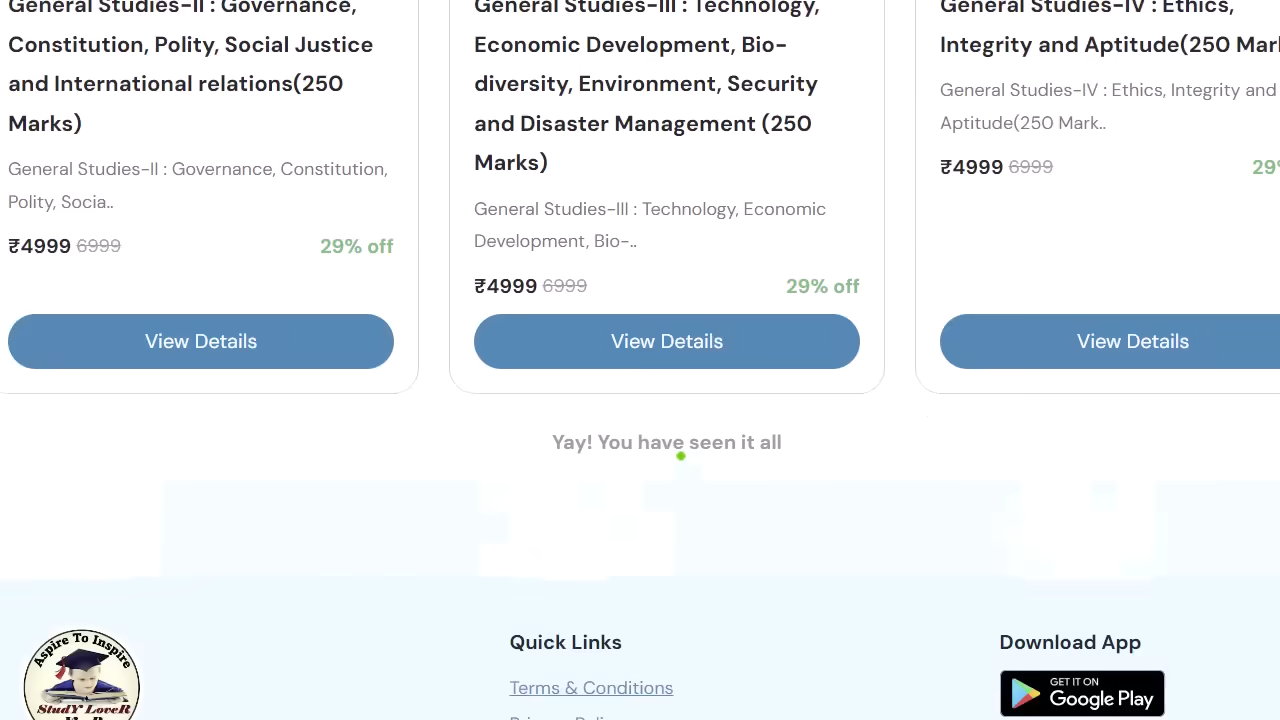 General Studies-II : Governance,
Constitution, Polity, Social Justice
and International relations(250
Marks)
General Studies-II : Governance, Constitution,
Polity, Socia..
₹4999 6999 29% off
View Details
General Studies-III : Technology,
Economic Development, Bio-
diversity, Environment, Security
and Disaster Management (250
Marks)
General Studies-III : Technology, Economic
Development, Bio-..
₹4999 6999 29% off
View Details
General Studies-IV : Ethics,
Integrity and Aptitude(250
General Studies-IV : Ethics, Integrity and
Aptitude(250 Mark..
₹4999 6999
View Details
Yay! You have seen it all
Aspire To Inspire
StudY LoveR
Quick Links
Terms & Conditions
Download App
GET IT ON
Google Play